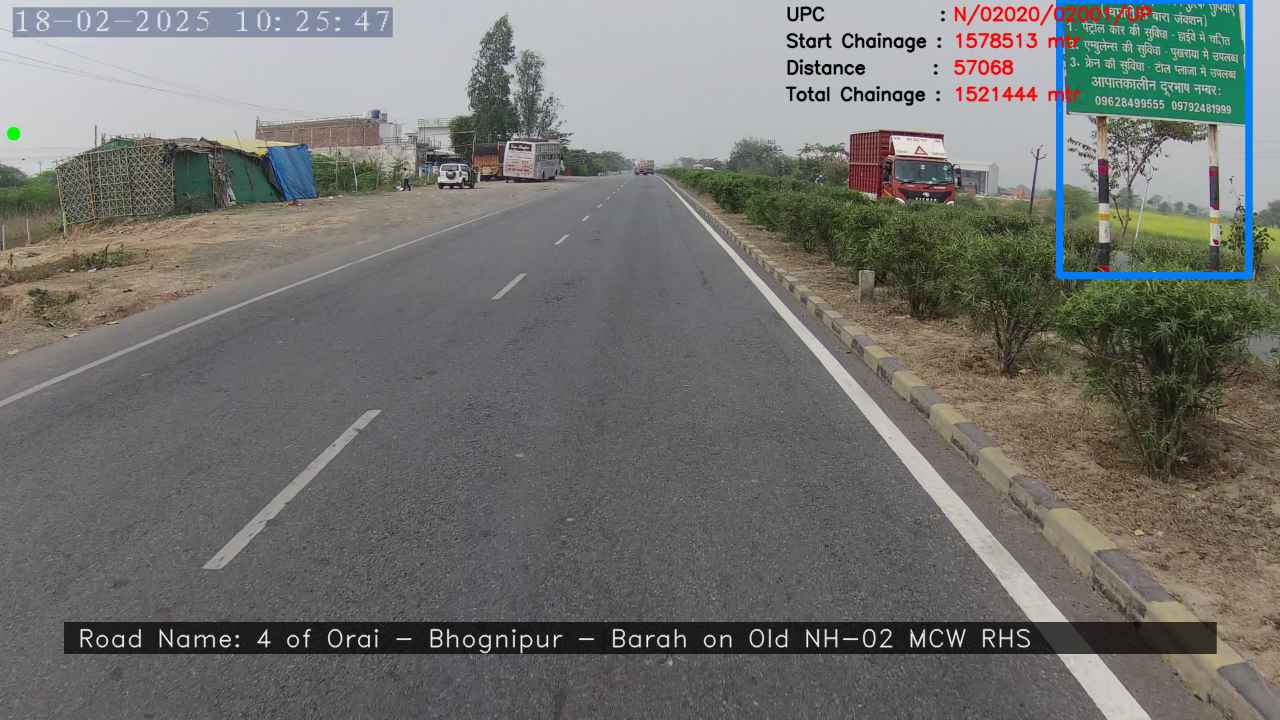 18-02-2025 10:25:47
UPC : N/02020/02001/UP
Start Chainage : 1578513 mtr
Distance : 57068
Total Chainage : 1521444 mtr
1. पेट्रोल कार की सुविधा - हाईवे में चलित
एम्बुलेन्स की सुविधा - पुखराया में उपलब्ध
3. क्रेन की सुविधा - टोल प्लाजा में उपलब्ध
आपातकालीन दूरभाष नम्बर:
09628499555 09792481999
Road Name: 4 of Orai - Bhognipur - Barah on Old NH-02 MCW RHS